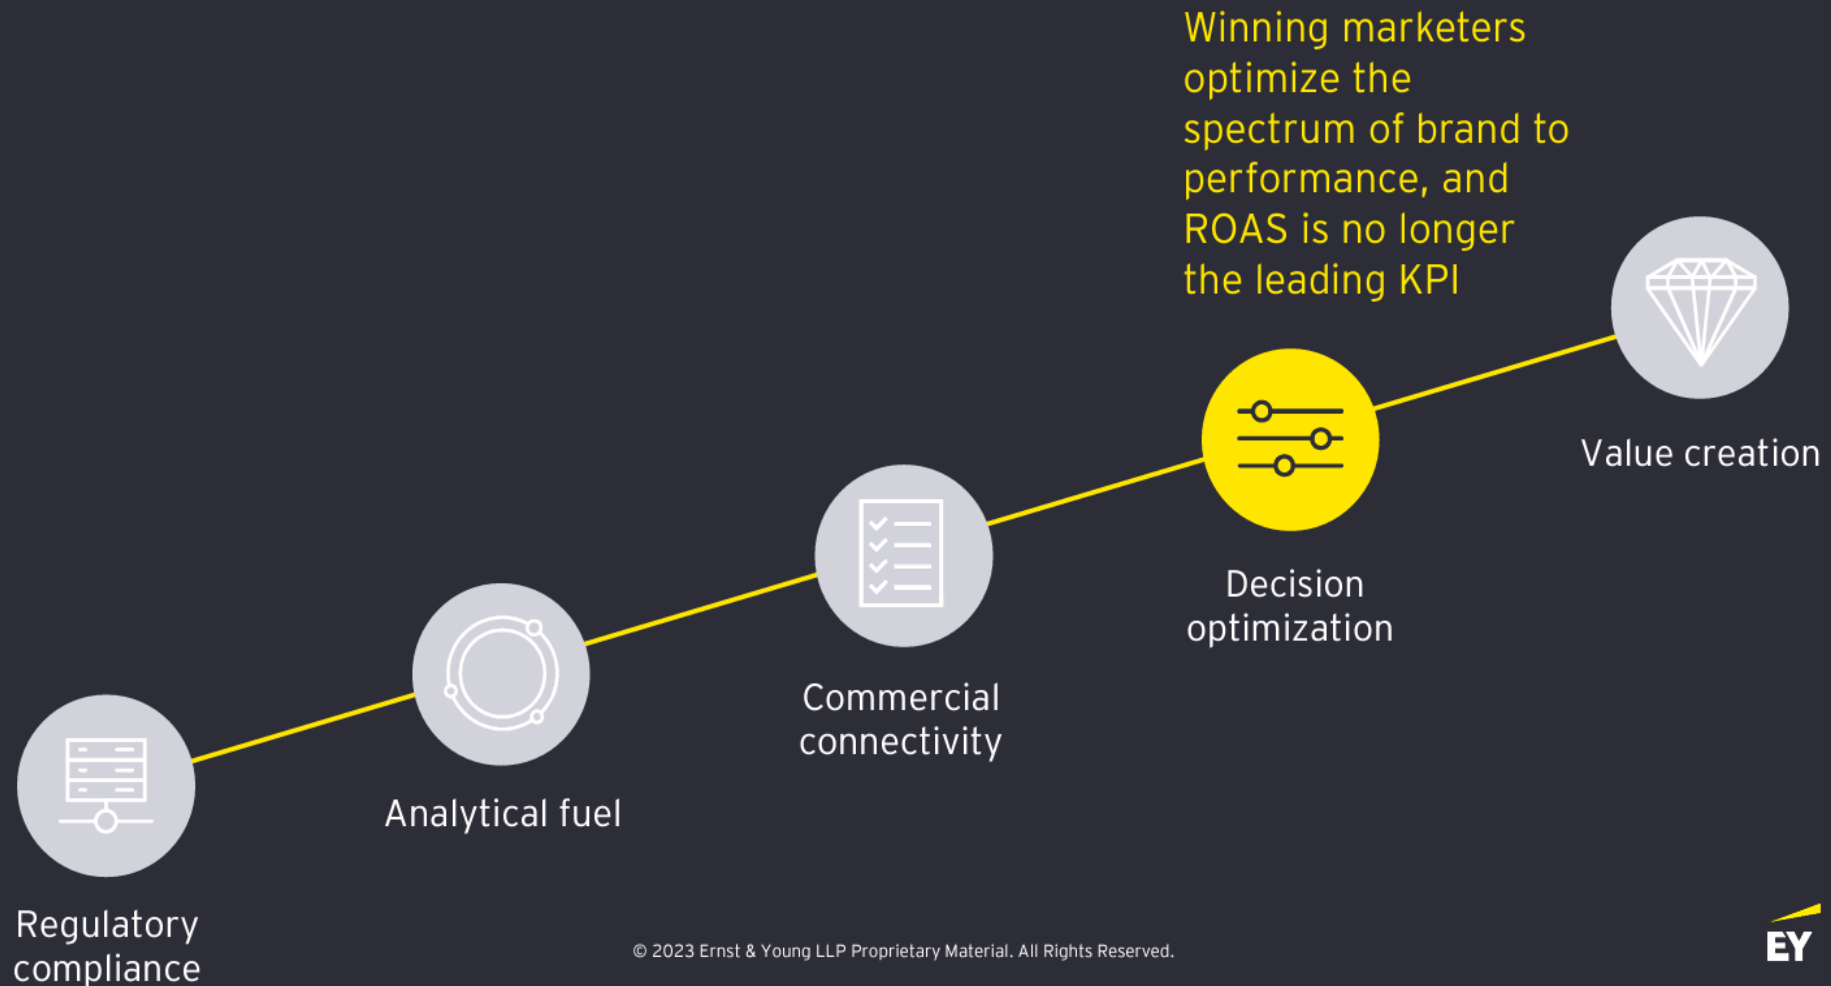 Winning marketers
optimize the
spectrum of brand to
performance, and
ROAS is no longer
the leading KPI
Value creation
Decision
optimization
Commercial
connectivity
Analytical fuel
Regulatory
compliance
© 2023 Ernst & Young LLP Proprietary Material. All Rights Reserved.
EY